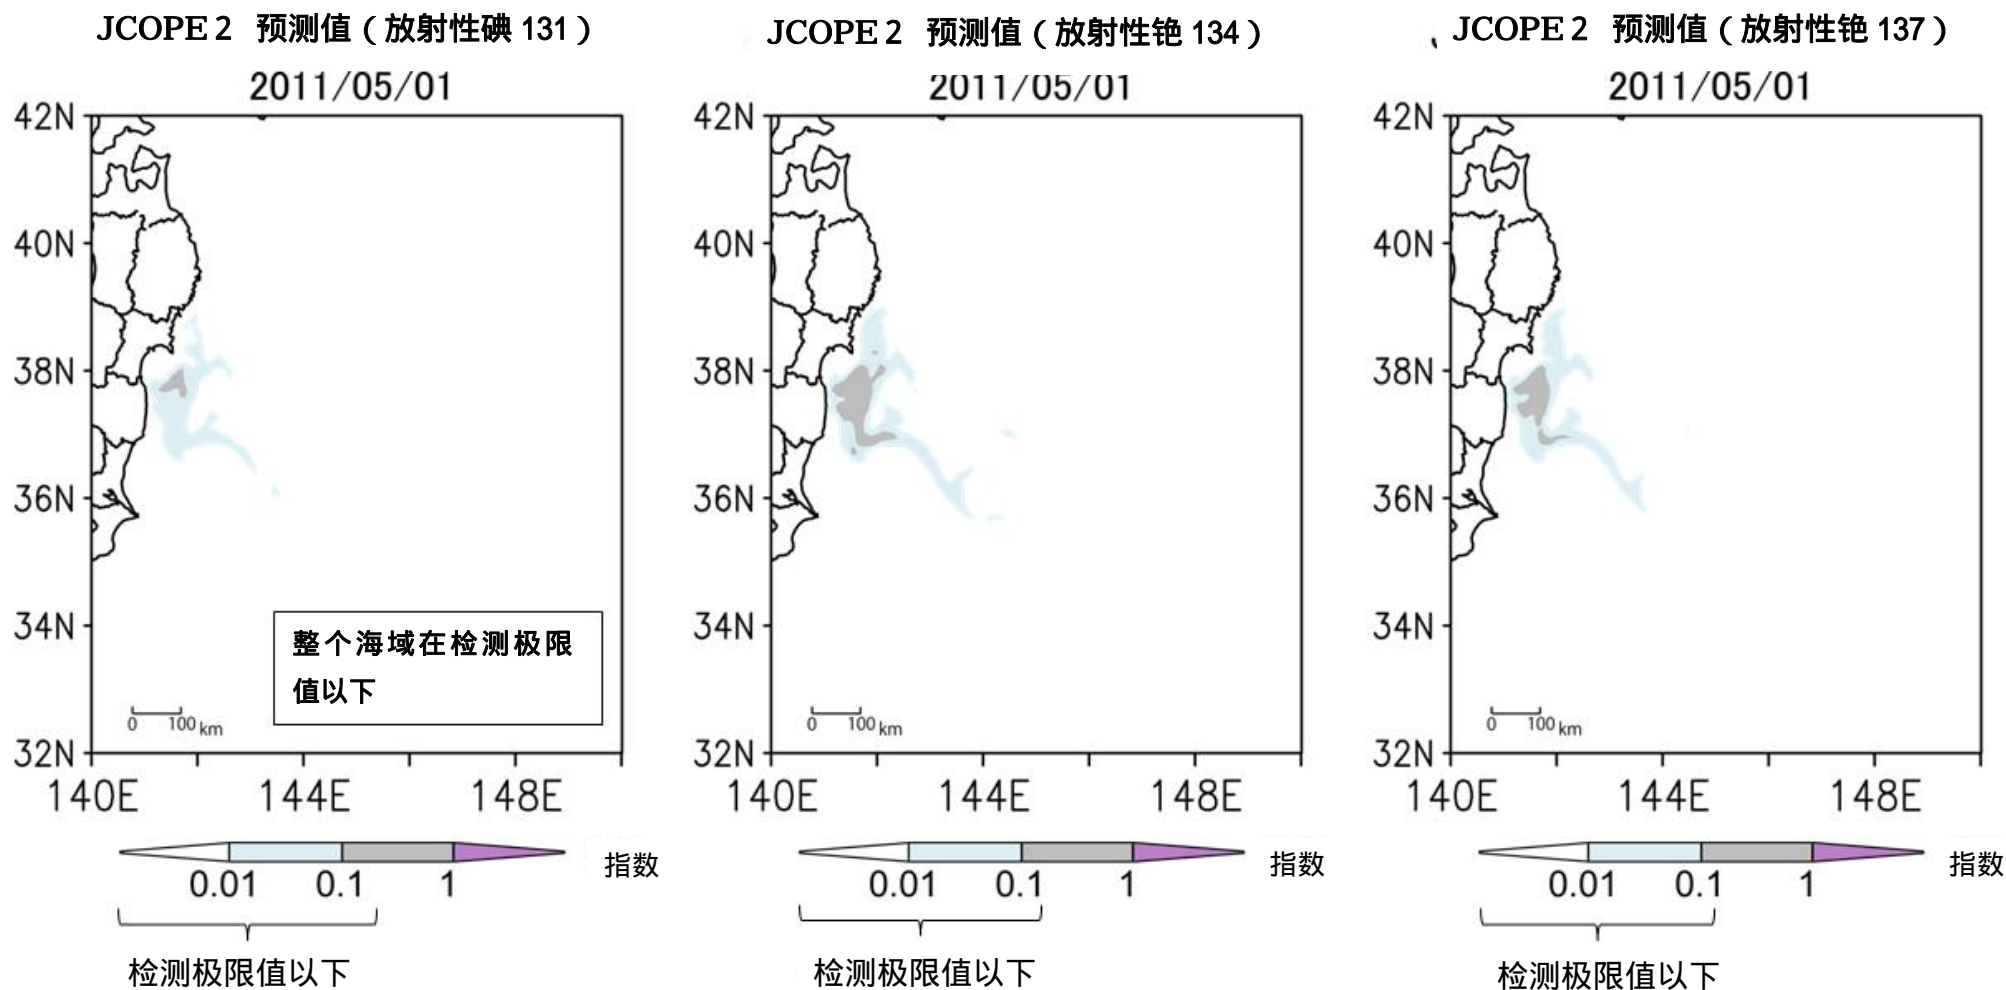 JCOPE 2 预测值（放射性碘 131）
JCOPE 2 预测值（放射性铯 134）
JCOPE 2 预测值（放射性铯 137）
2011/05/01
2011/05/01
2011/05/01
42N
40N
38N
36N
34N
32N
140E 144E 148E
整个海域在检测极限
值以下
0 100 km
42N
40N
38N
36N
34N
32N
140E 144E 148E
0 100 km
42N
40N
38N
36N
34N
32N
140E 144E 148E
0 100 km
0.01 0.1 1
指数
检测极限值以下
0.01 0.1 1
指数
检测极限值以下
0.01 0.1 1
指数
检测极限值以下